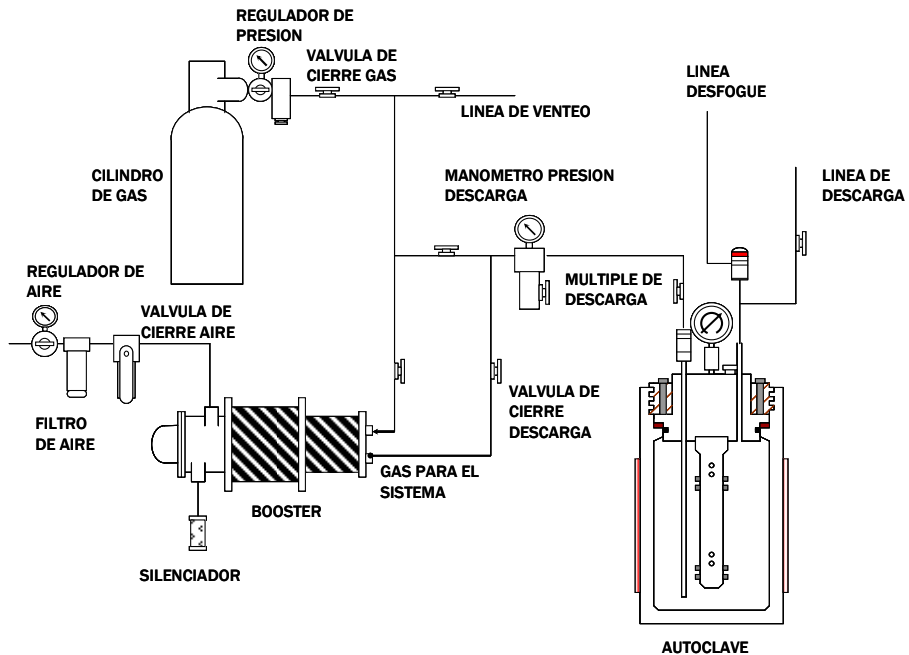 REGULADOR DE
PRESION
VALVULA DE
CIERRE GAS
LINEA
DESFOGUE
LINEA DE VENTEO
CILINDRO
DE GAS
MANOMETRO PRESION
DESCARGA
LINEA DE
DESCARGA
REGULADOR DE
AIRE
MULTIPLE DE
DESCARGA
VALVULA DE
CIERRE AIRE
VALVULA DE
CIERRE
DESCARGA
FILTRO
DE AIRE
GAS PARA EL
SISTEMA
BOOSTER
SILENCIADOR
AUTOCLAVE